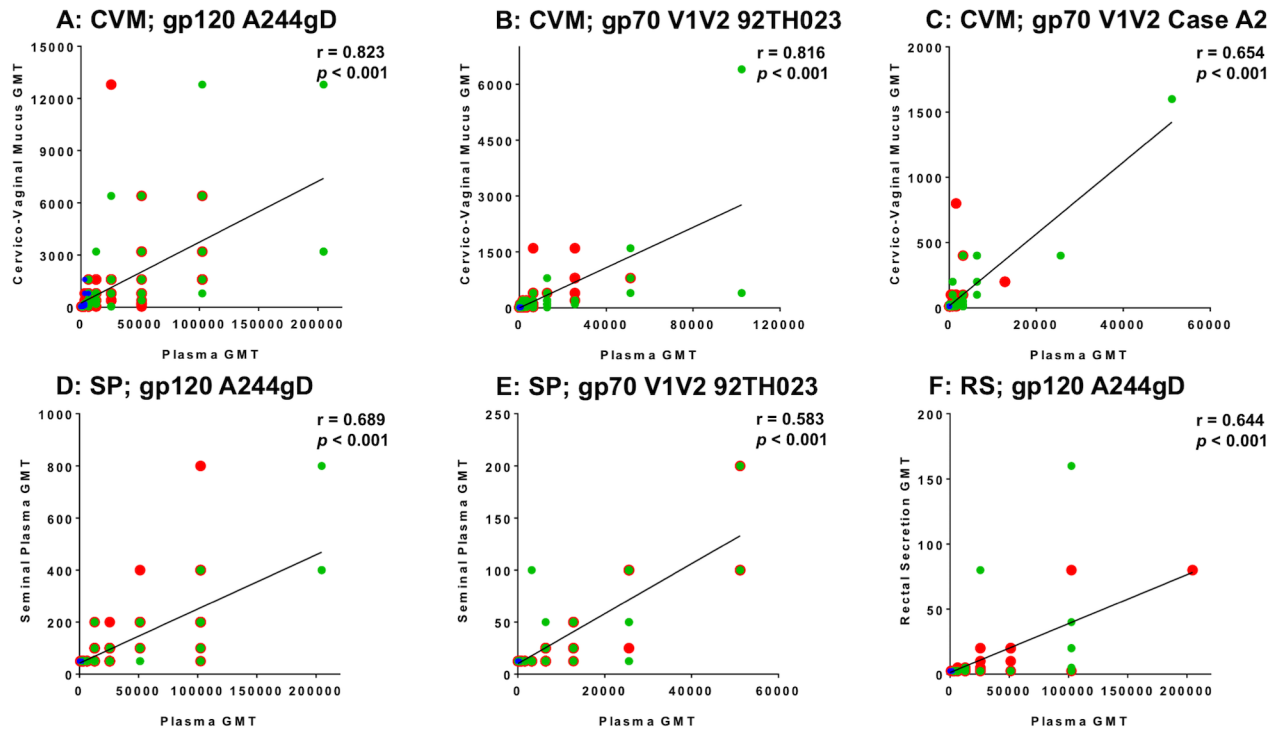 A: CVM; gp120 A244gD
r = 0.823
p < 0.001
Cervico-Vaginal Mucus GMT
15000
12000
9000
6000
3000
0
0 50000 100000 150000 200000
Plasma GMT
B: CVM; gp70 V1V2 92TH023
r = 0.816
p < 0.001
Cervico-Vaginal Mucus GMT
6000
4500
3000
1500
0
0 40000 80000 120000
Plasma GMT
C: CVM; gp70 V1V2 Case A2
r = 0.654
p < 0.001
Cervico-Vaginal Mucus GMT
2000
1500
1000
500
0
0 20000 40000 60000
Plasma GMT
D: SP; gp120 A244gD
r = 0.689
p < 0.001
Seminal Plasma GMT
1000
800
600
400
200
0
0 50000 100000 150000 200000
Plasma GMT
E: SP; gp70 V1V2 92TH023
r = 0.583
p < 0.001
Seminal Plasma GMT
250
200
150
100
50
0
0 20000 40000 60000
Plasma GMT
F: RS; gp120 A244gD
r = 0.644
p < 0.001
Rectal Secretion GMT
200
150
100
50
0
0 50000 100000 150000 200000
Plasma GMT